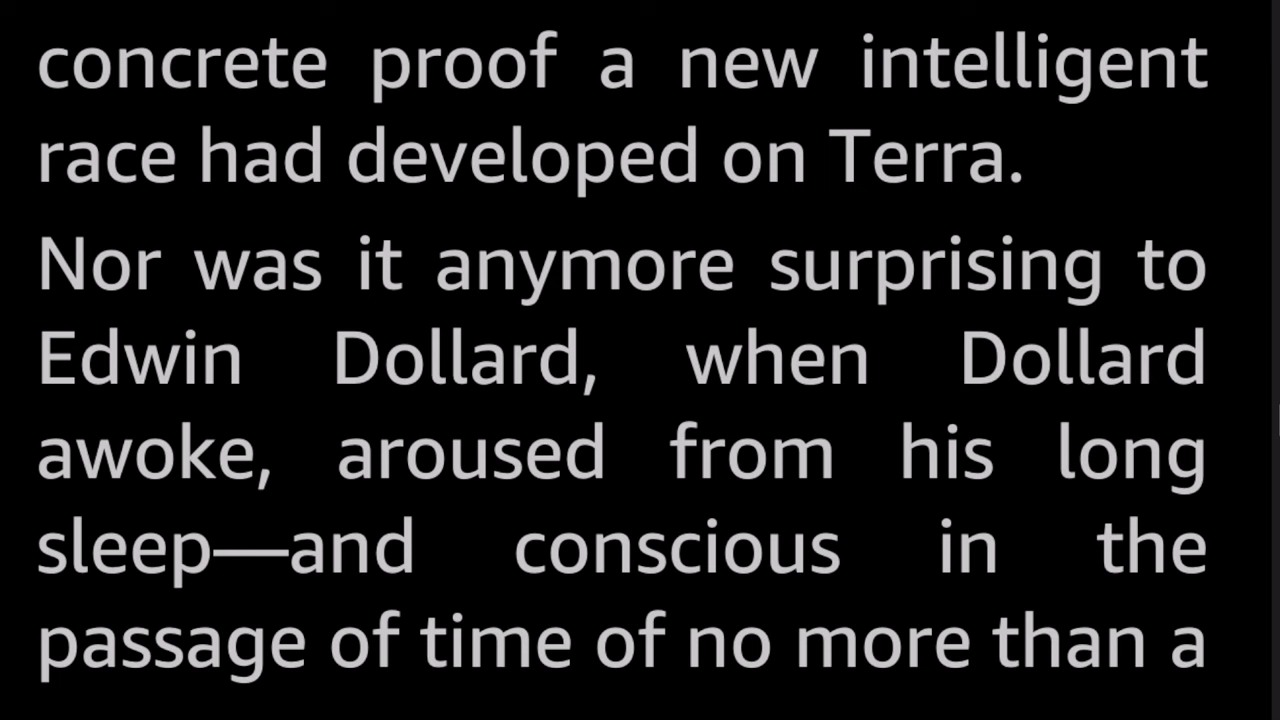 concrete proof a new intelligent
race had developed on Terra.
Nor was it anymore surprising to
Edwin Dollard, when Dollard
awoke, aroused from his long
sleep—and conscious in the
passage of time of no more than a